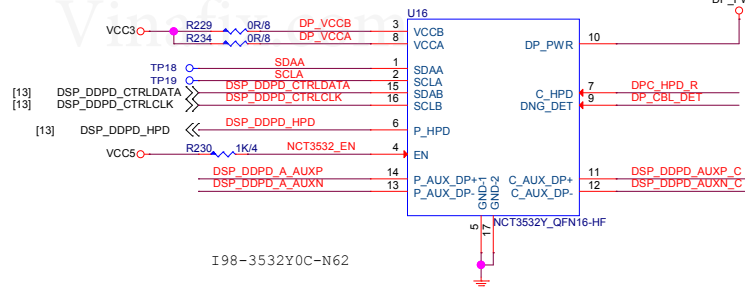 DP_PW
U16
VCC3 R229 0R/8 DP_VCCB 3 VCCB
R234 0R/8 DP_VCCA 8 VCCA DP_PWR 10
TP18 SDAA 1 SDAA
TP19 SCLA 2 SCLA
[13] DSP_DDPD_CTRLDATA DSP_DDPD_CTRLDATA 15 SDAB C_HPD 7 DPC_HPD_R
[13] DSP_DDPD_CTRLCLK DSP_DDPD_CTRLCLK 16 SCLB DNG_DET 9 DP_CBL_DET
[13] DSP_DDPD_HPD DSP_DDPD_HPD 6 P_HPD
VCC5 R230 1K/4 NCT3532_EN 4 EN
DSP_DDPD_A_AUXP 14 P_AUX_DP+ C_AUX_DP+ 11 DSP_DDPD_AUXP_C
DSP_DDPD_A_AUXN 13 P_AUX_DP- C_AUX_DP- 12 DSP_DDPD_AUXN_C
GND-1 GND-2
5 17
NCT3532Y_QFN16-HF
I98-3532Y0C-N62